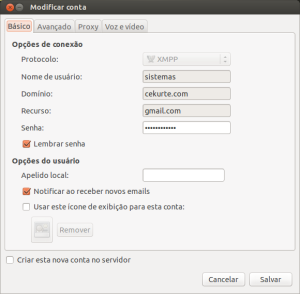 Modificar conta
Básico Avançado Proxy Voz e vídeo
Opções de conexão
Protocolo: XMPP
Nome de usuário: sistemas
Domínio: cekurte.com
Recurso: gmail.com
Senha: ••••••••••••
Lembrar senha
Opções do usuário
Apelido local:
Notificar ao receber novos emails
Usar este ícone de exibição para esta conta:
Remover
Criar esta nova conta no servidor
Cancelar Salvar